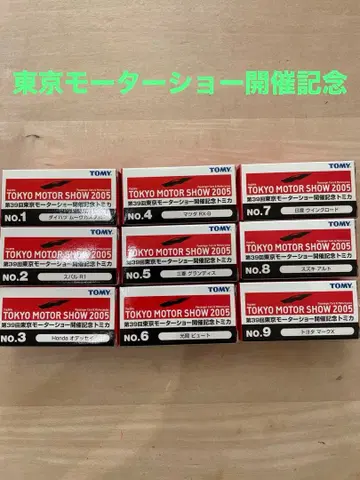 東京モーターショー開催記念
TOMY
TOKYO MOTOR SHOW 2005
第39回東京モーターショー開催記念トミカ
NO.1
ダイハツ
TOMY
TOKYO MOTOR SHOW 2005
第39回東京モーターショー開催記念トミカ
NO.4
マツダ RX-8
TOMY
TOKYO MOTOR SHOW 2005
第39回東京モーターショー開催記念トミカ
NO.7
日産 ウイングロード
TOMY
TOKYO MOTOR SHOW 2005
第39回東京モーターショー開催記念トミカ
NO.2
スバル R1
TOMY
TOKYO MOTOR SHOW 2005
第39回東京モーターショー開催記念トミカ
NO.5
三菱 グランディス
TOMY
TOKYO MOTOR SHOW 2005
第39回東京モーターショー開催記念トミカ
NO.8
スズキ アルト
TOMY
TOKYO MOTOR SHOW 2005
第39回東京モーターショー開催記念トミカ
NO.3
Honda オデッセイ
TOMY
TOKYO MOTOR SHOW 2005
第39回東京モーターショー開催記念トミカ
NO.6
光岡 ビュート
TOMY
TOKYO MOTOR SHOW 2005
第39回東京モーターショー開催記念トミカ
NO.9
トヨタ マークX